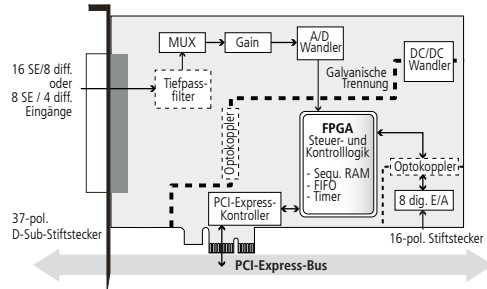 MUX
Gain
A/D
Wandler
DC/DC
Wandler
16 SE/8 diff.
oder
8 SE / 4 diff.
Eingänge
Tiefpass-
filter
Galvanische
Trennung
Optokoppler
FPGA
Steuer- und
Kontrolllogik
- Sequ. RAM
- FIFO
- Timer
Optokoppler
8 dig. E/A
PCI-Express-
Kontroller
37-pol.
D-Sub-Stiftstecker
16-pol. Stiftstecker
PCI-Express-Bus